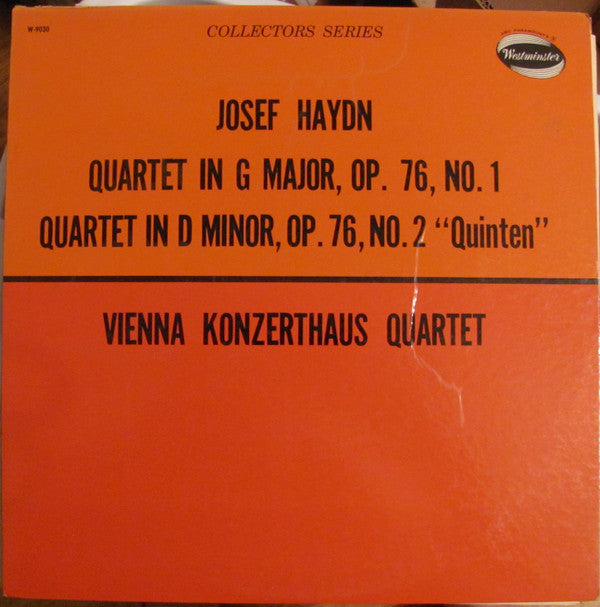 W-9030
COLLECTORS SERIES
Westminster
JOSEF HAYDN
QUARTET IN G MAJOR, OP. 76, NO. 1
QUARTET IN D MINOR, OP. 76, NO. 2 “Quinten”
VIENNA KONZERTHAUS QUARTET